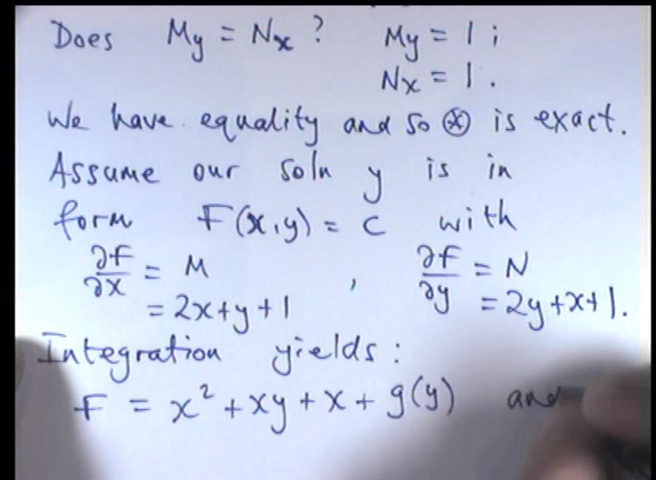 Does My = Nx ? My = 1 ;
Nx = 1 .
We have equality and so ⊛ is exact.
Assume our soln y is in
form F(x,y) = c with
∂F/∂x = M , ∂F/∂y = N
= 2x+y+1 = 2y+x+1.
Integration yields :
F = x² + xy + x + g(y) and